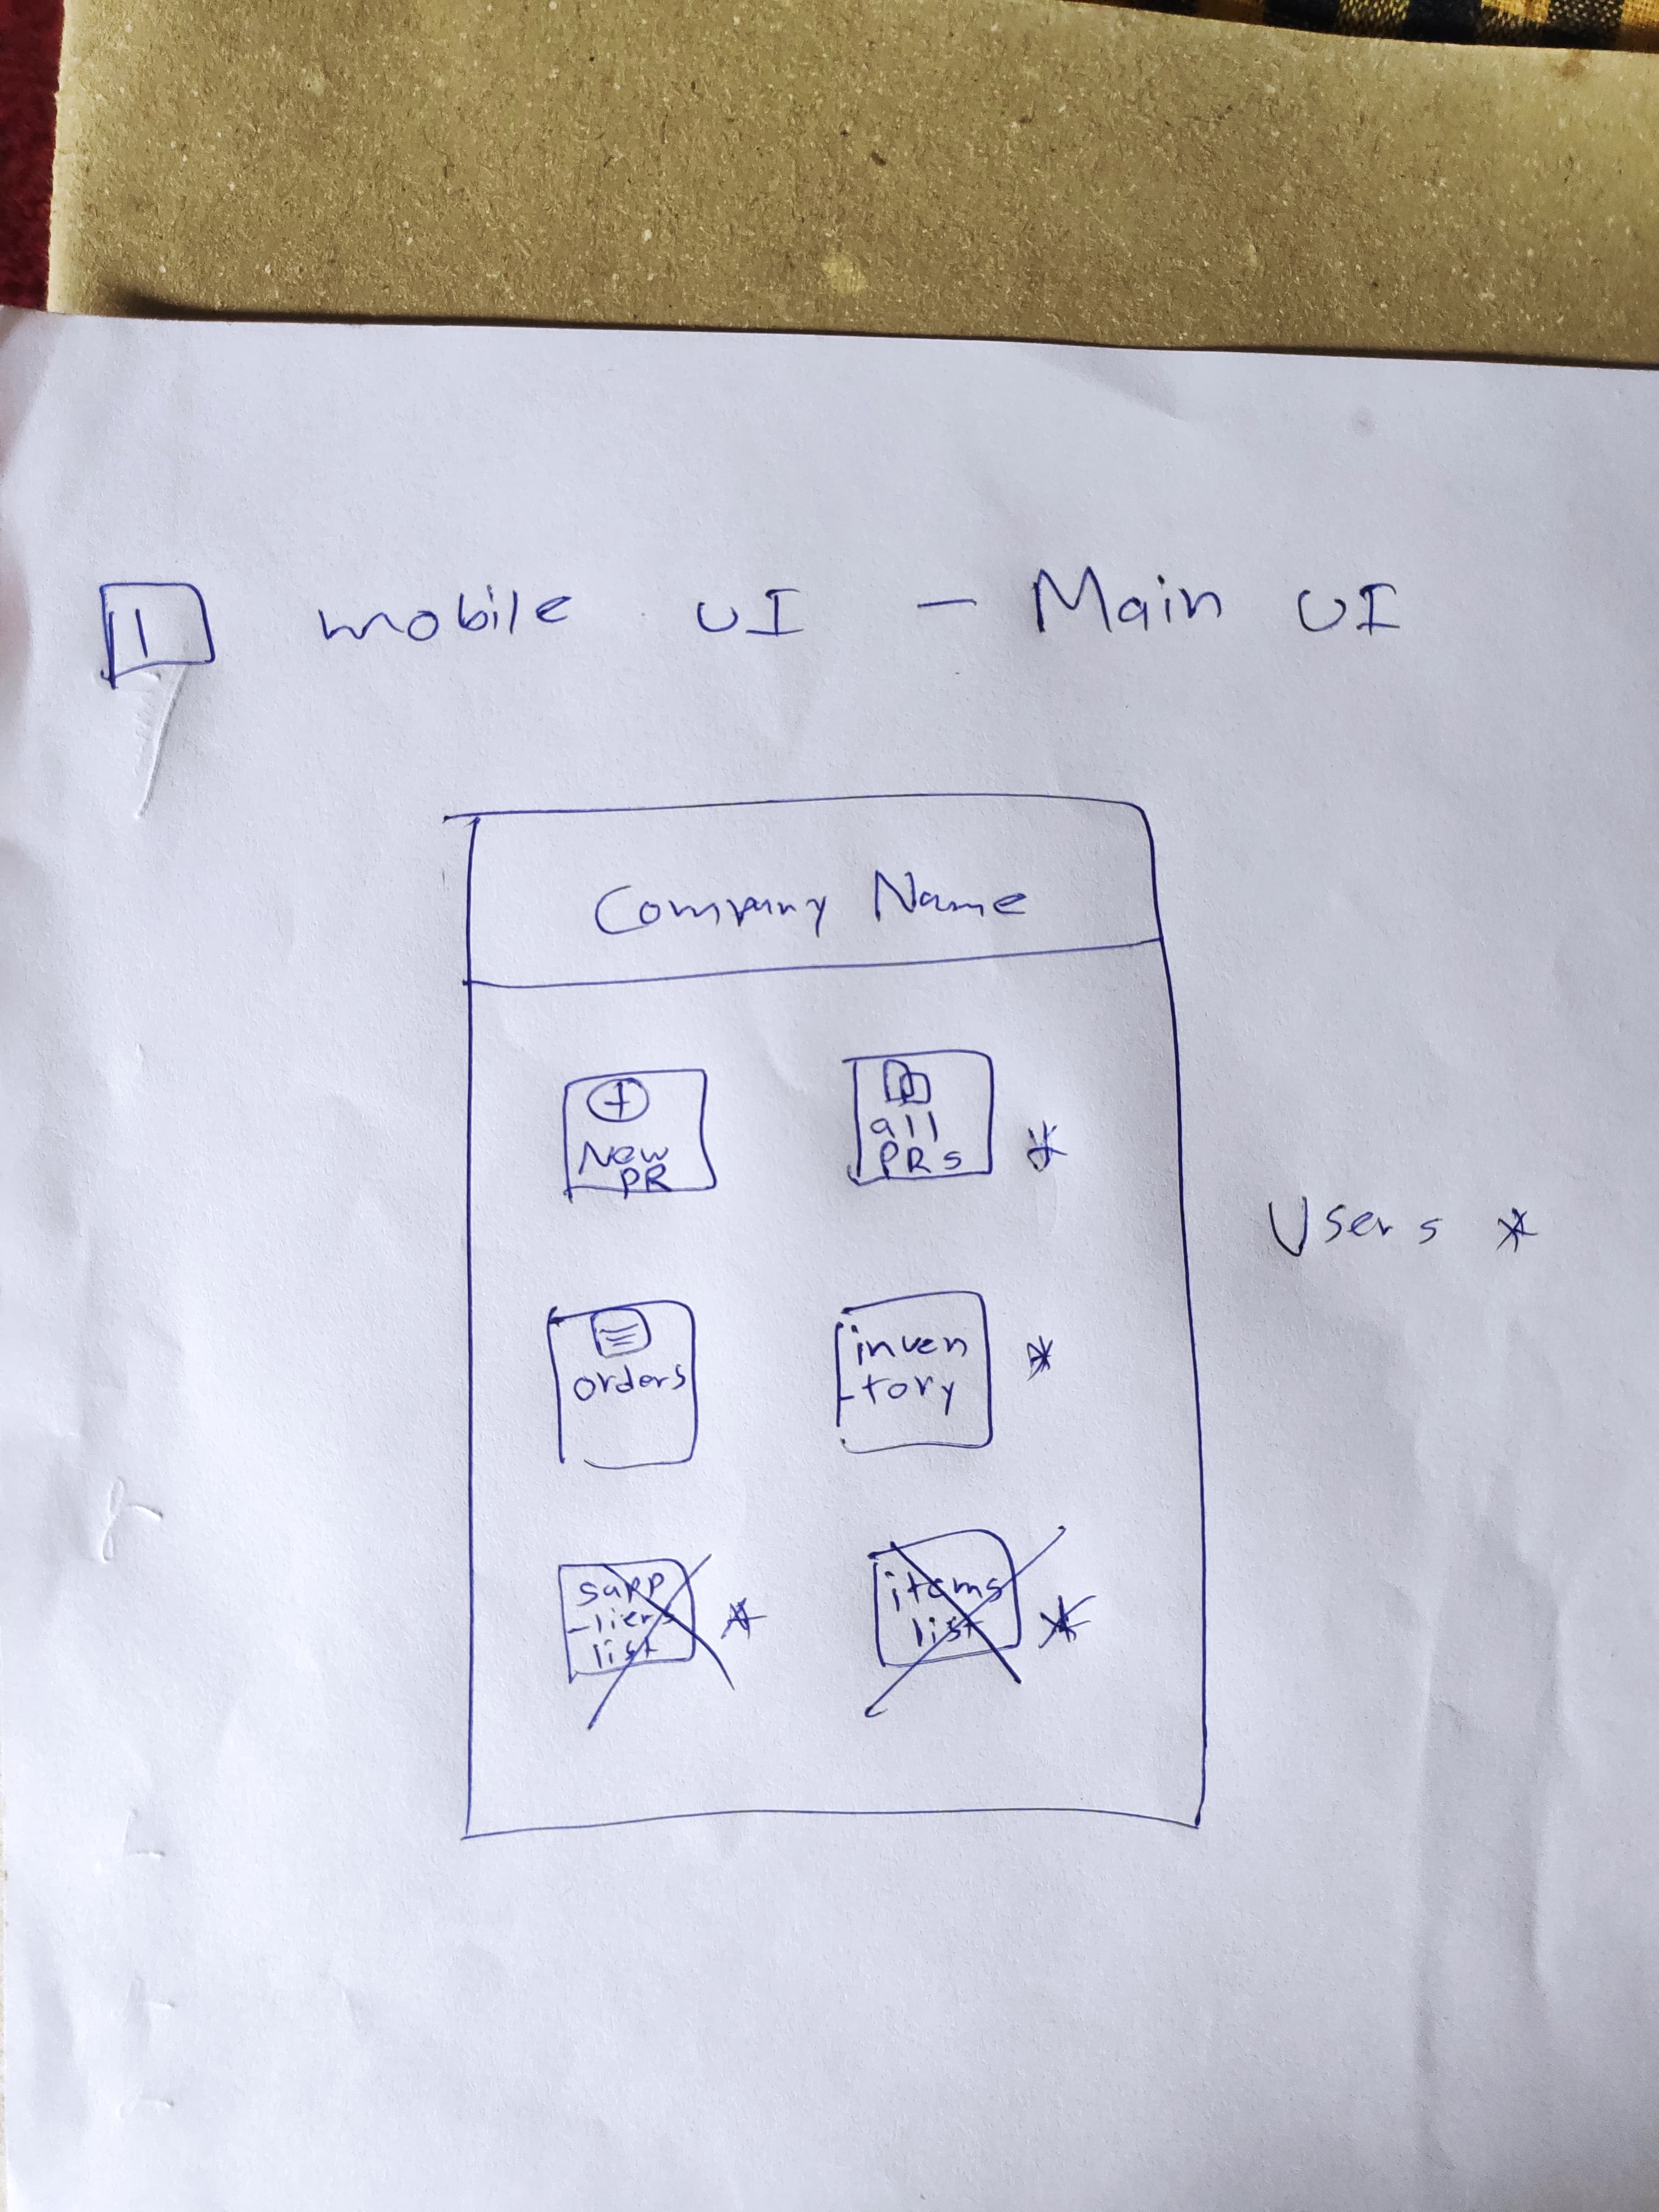 1 mobile UI - Main UI
Company Name
New
PR
all
PRs *
Users *
orders
inven
-tory *
supp
-liers
list *
items
list *